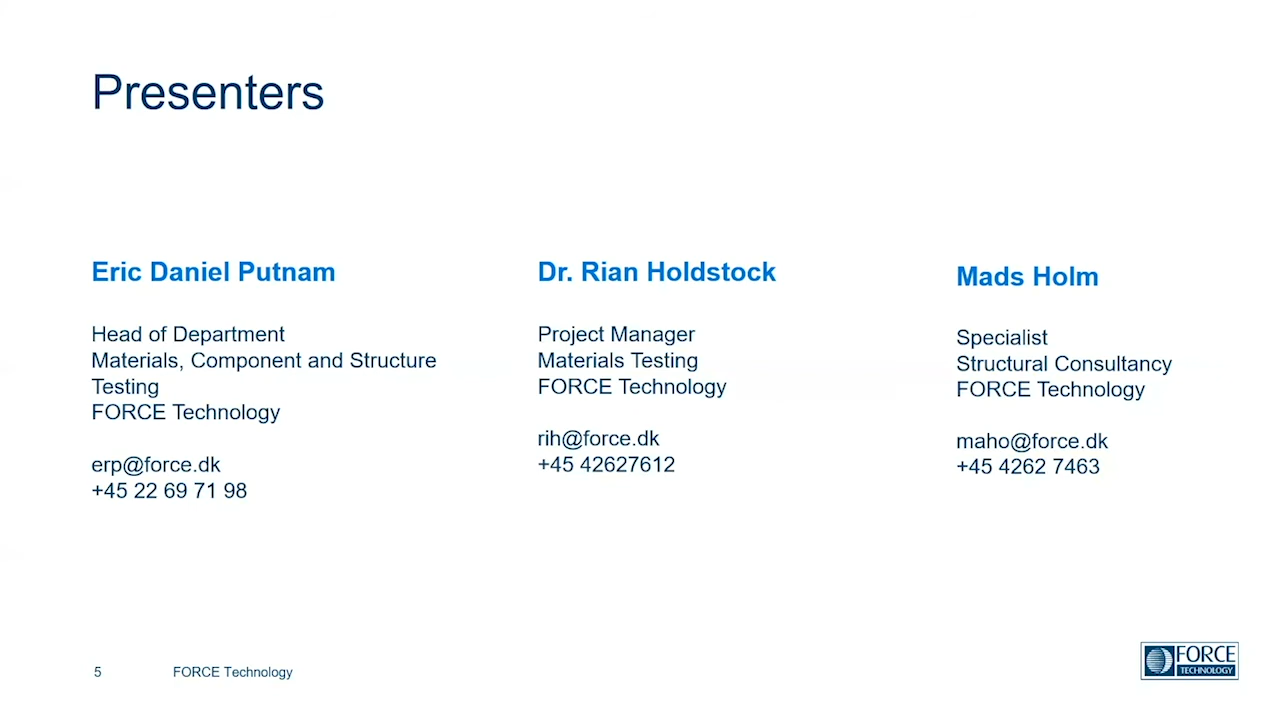 Presenters
Eric Daniel Putnam
Head of Department
Materials, Component and Structure
Testing
FORCE Technology
erp@force.dk
+45 22 69 71 98
Dr. Rian Holdstock
Project Manager
Materials Testing
FORCE Technology
rih@force.dk
+45 42627612
Mads Holm
Specialist
Structural Consultancy
FORCE Technology
maho@force.dk
+45 4262 7463
5
FORCE Technology
FORCE
TECHNOLOGY